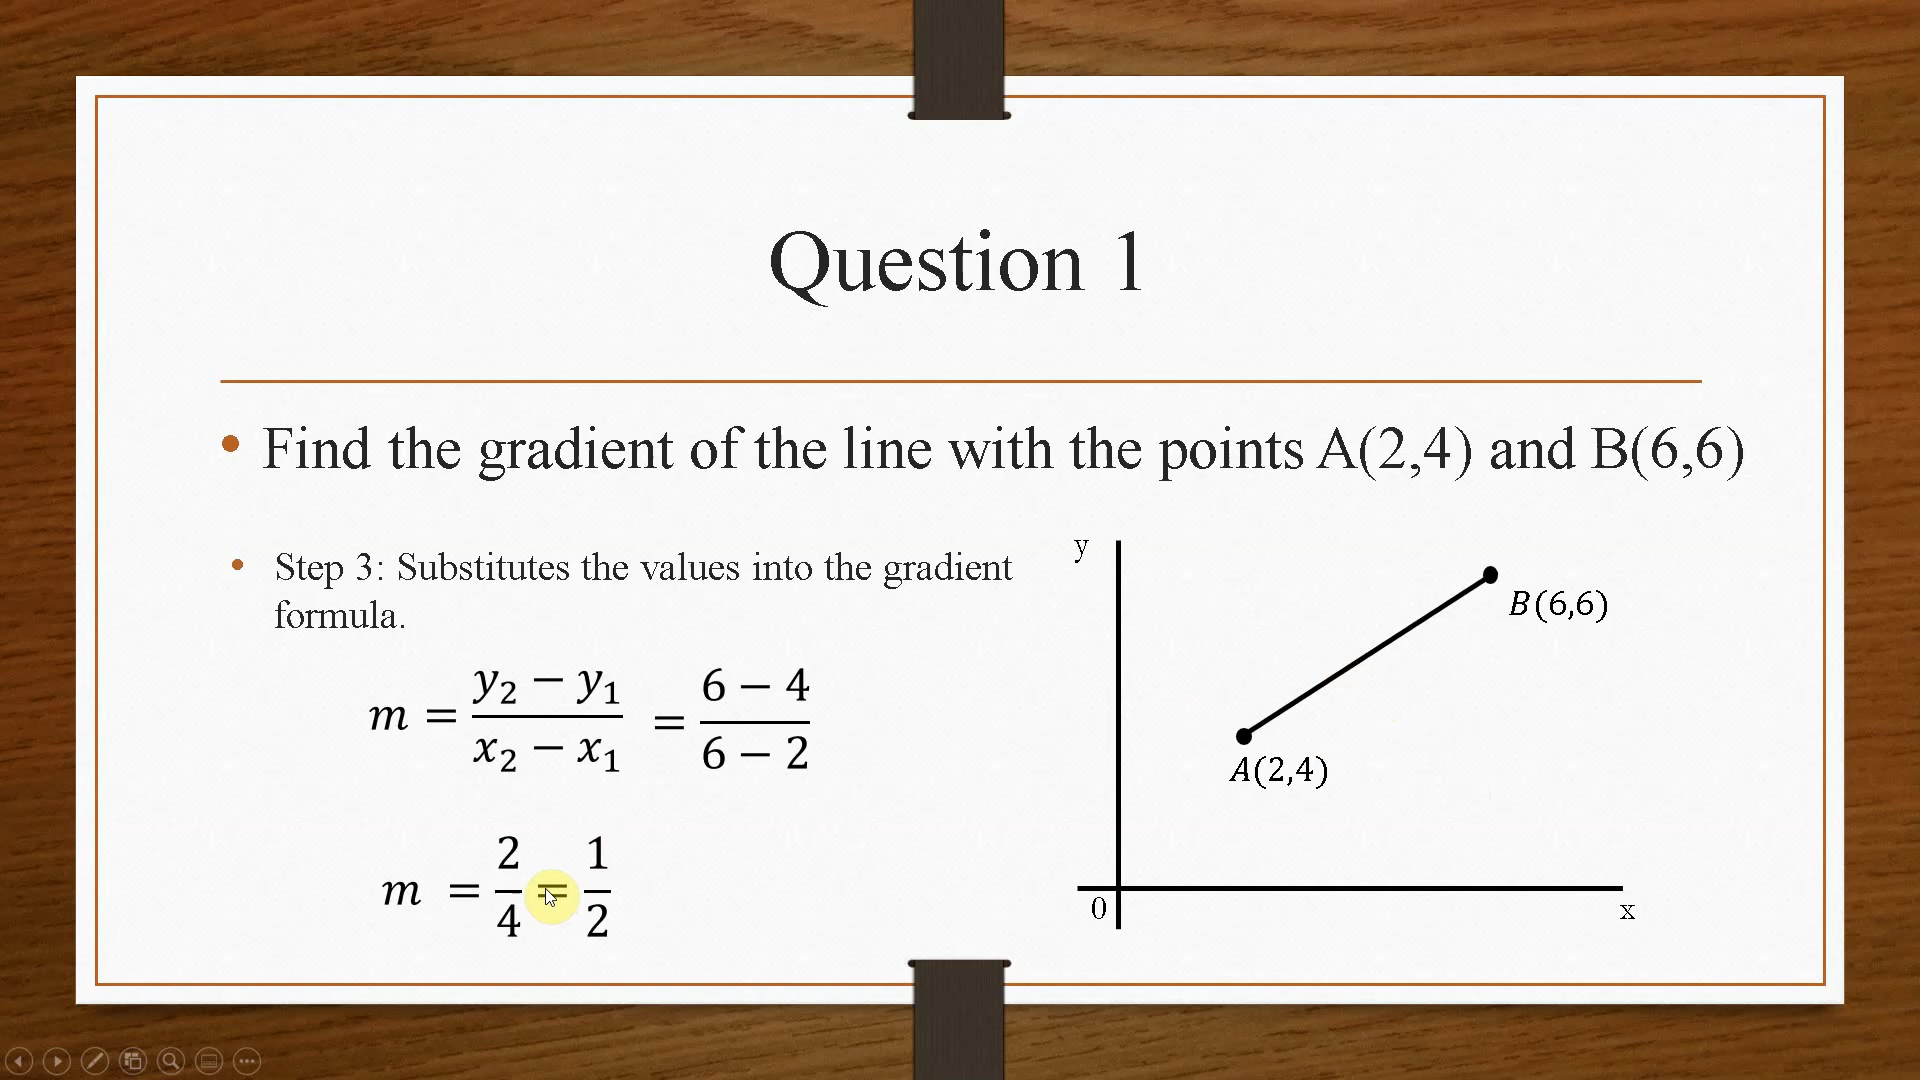 Question 1
• Find the gradient of the line with the points A(2,4) and B(6,6)
• Step 3: Substitutes the values into the gradient
formula.
m = (y₂ − y₁)/(x₂ − x₁) = (6 − 4)/(6 − 2)
m = 2/4 = 1/2
y
B(6,6)
A(2,4)
0
x